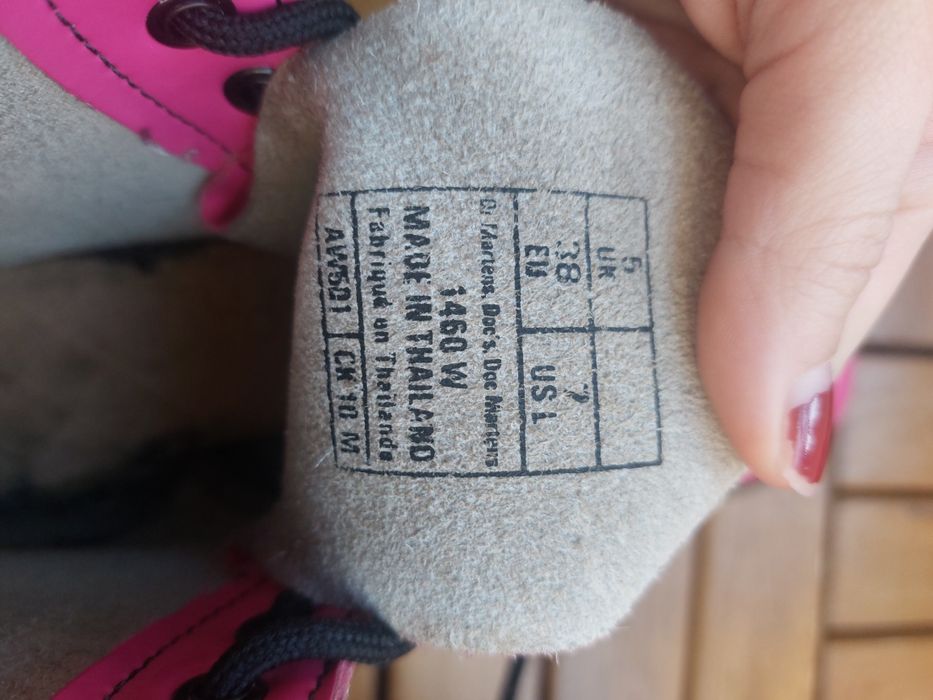 5
UK
38
EU
7
US L
Dr Martens, Doc's, Doc Martens
1460 W
MADE IN THAILAND
Fabriqué en Thailande
AW501 CK 10 M